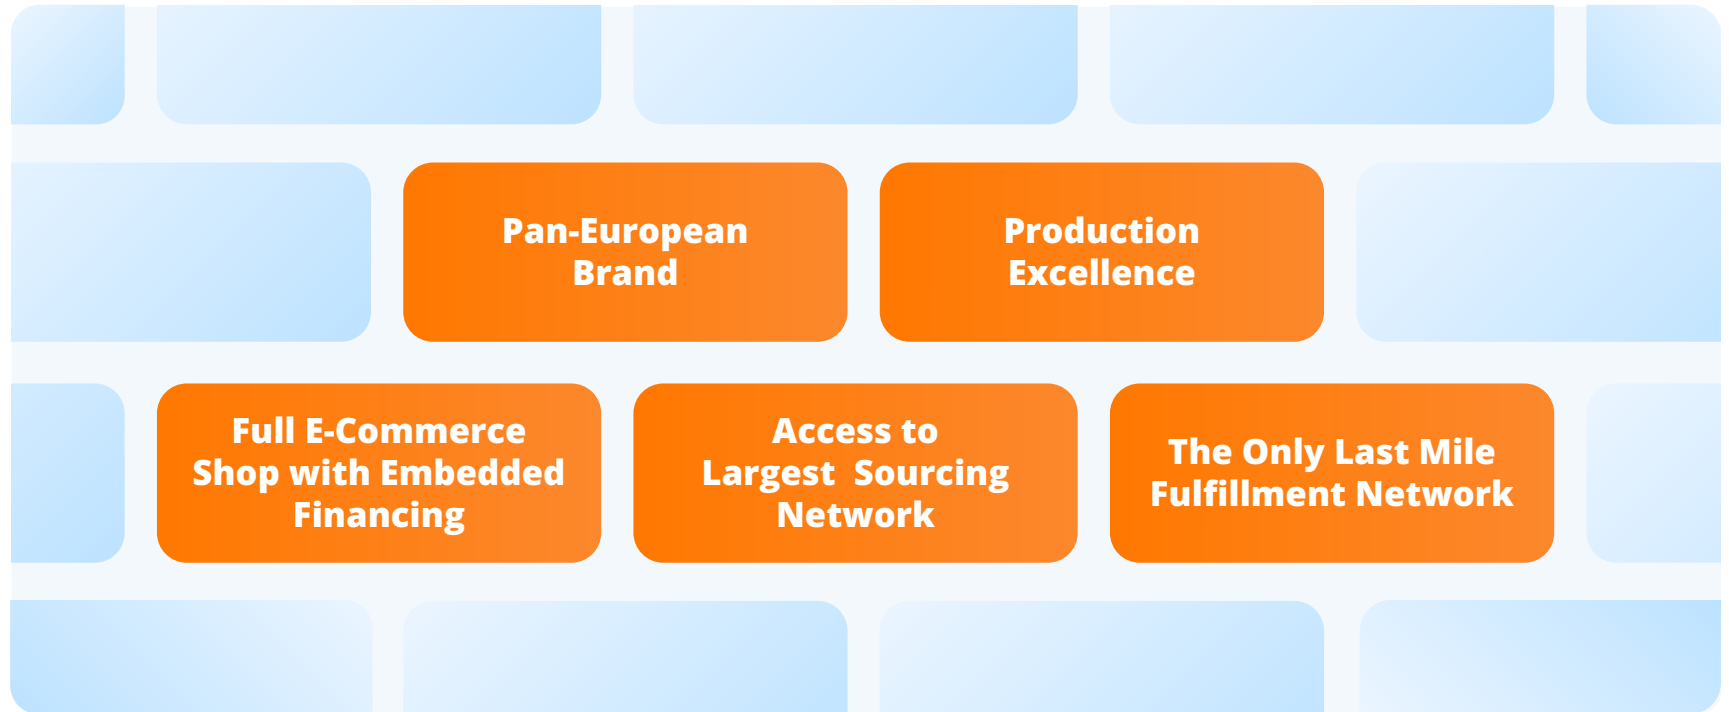 Pan-European
Brand
Production
Excellence
Full E-Commerce
Shop with Embedded
Financing
Access to
Largest  Sourcing
Network
The Only Last Mile
Fulfillment Network